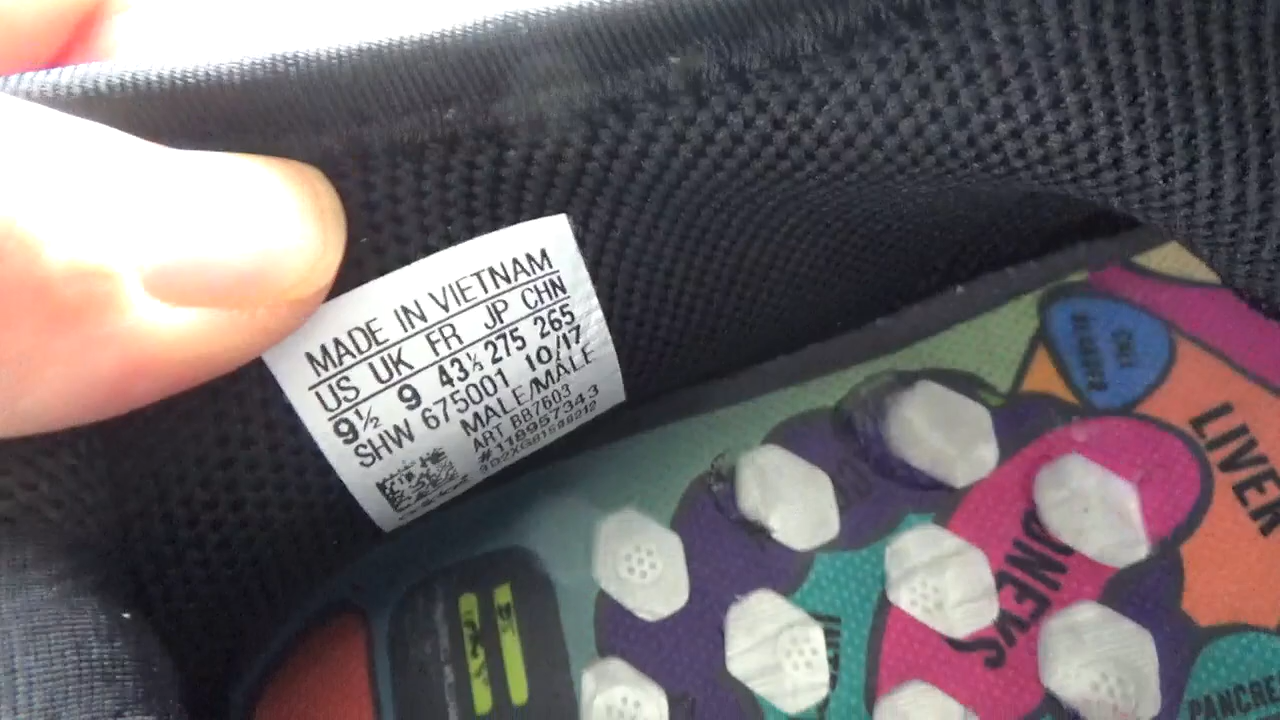 MADE IN VIETNAM
US UK FR JP CHN
9½ 9 43⅓ 275 265
SHW 675001 10/17
MALE/MALE
ART BB7603
#118957343
LIVER